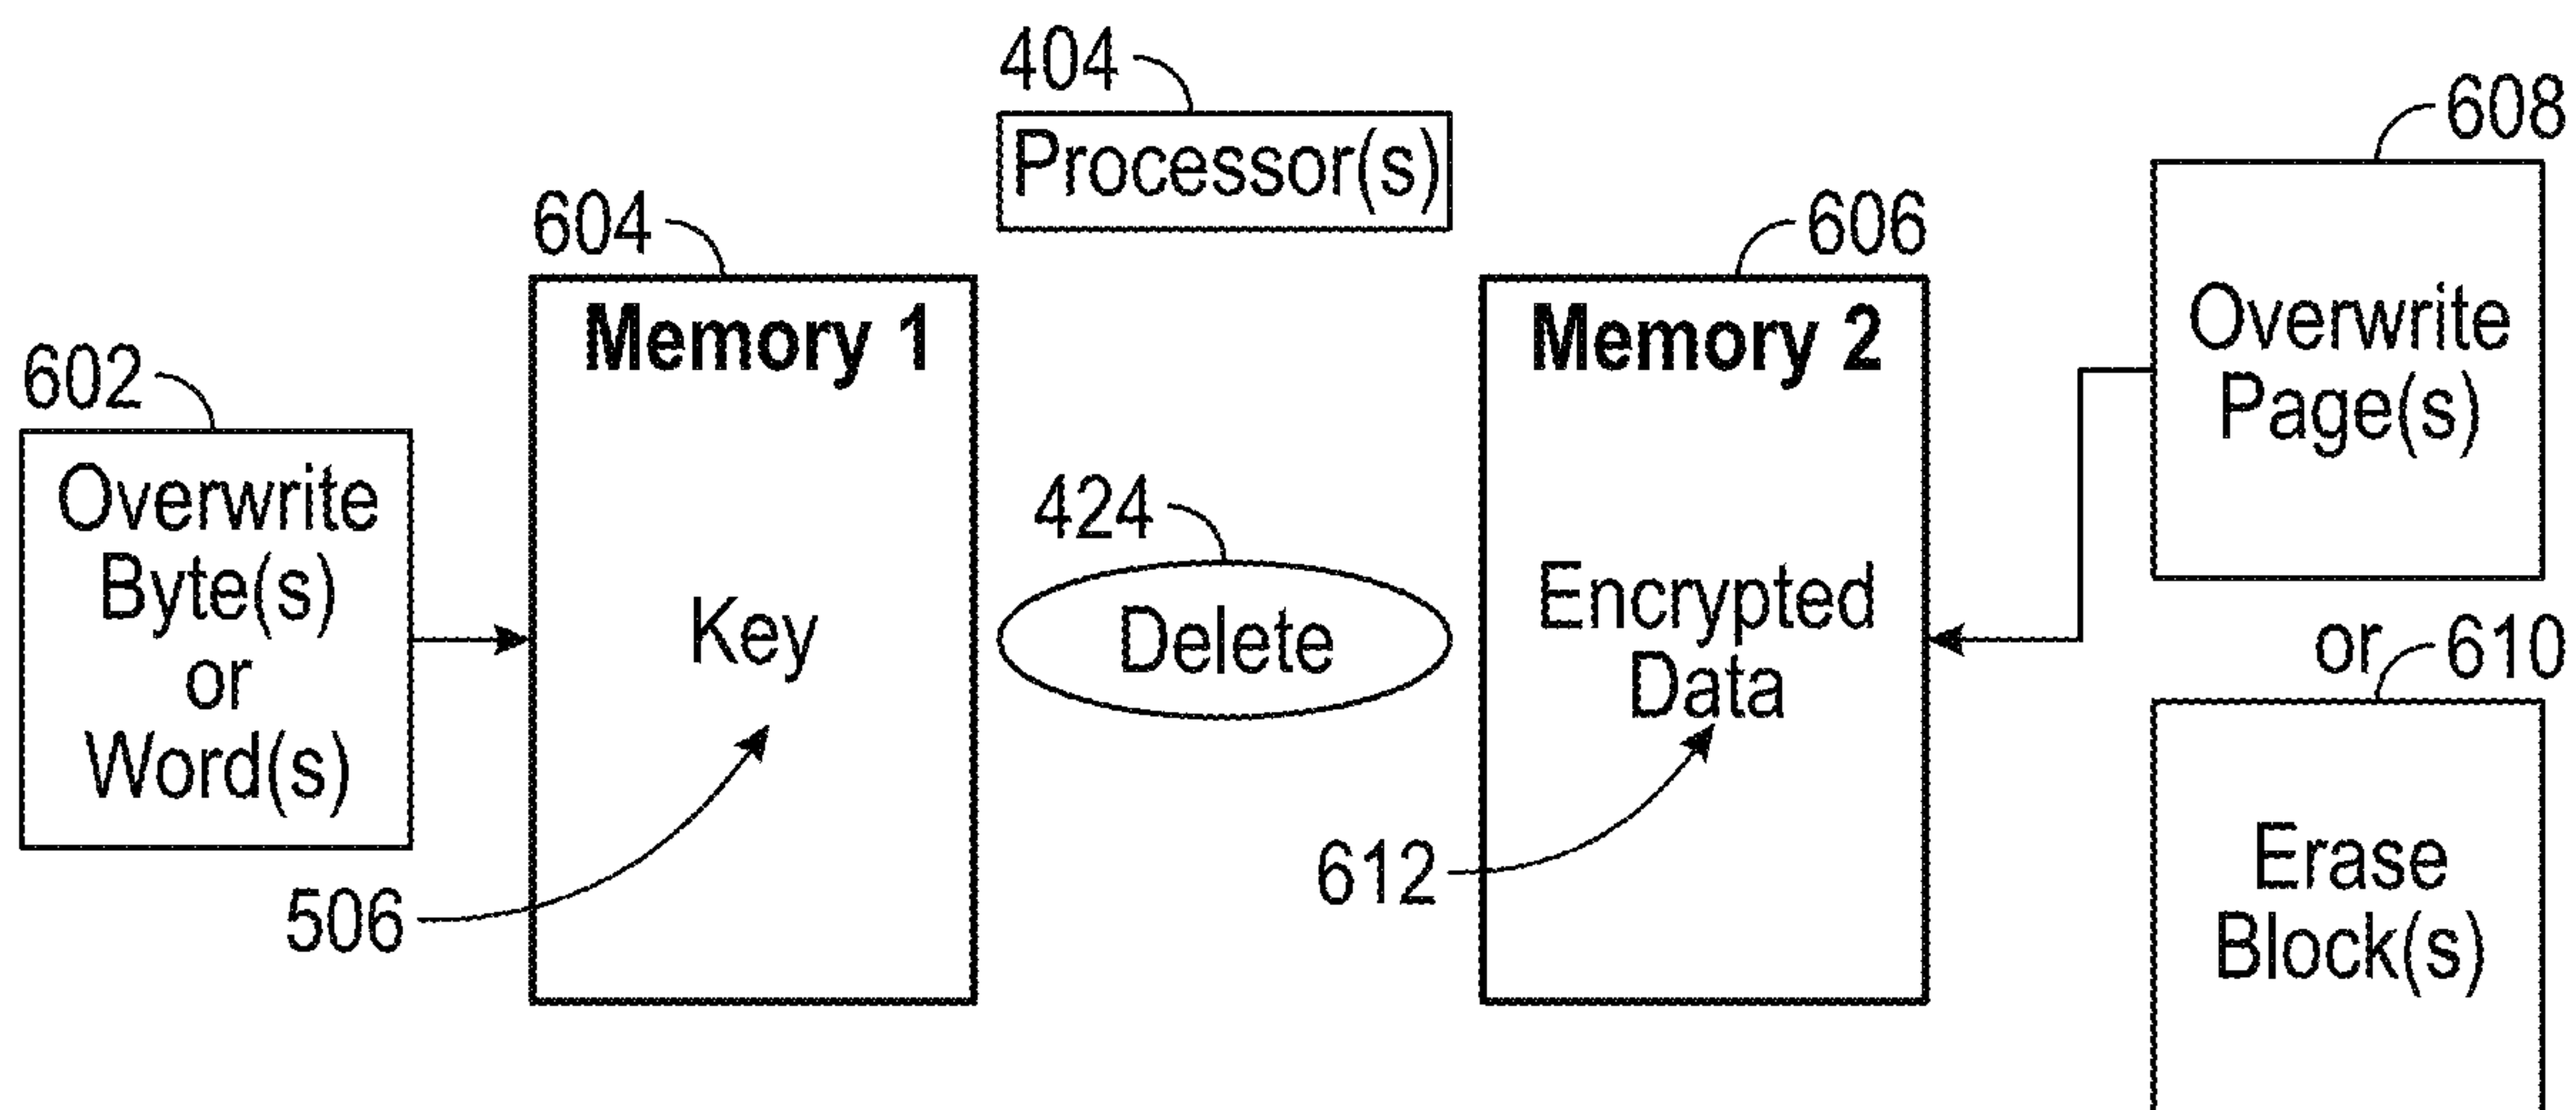 404
Processor(s)
608
604
606
Memory 1
Memory 2
Overwrite
Page(s)
602
Overwrite
Byte(s)
or
Word(s)
424
Key
Delete
Encrypted
Data
or
610
506
612
Erase
Block(s)